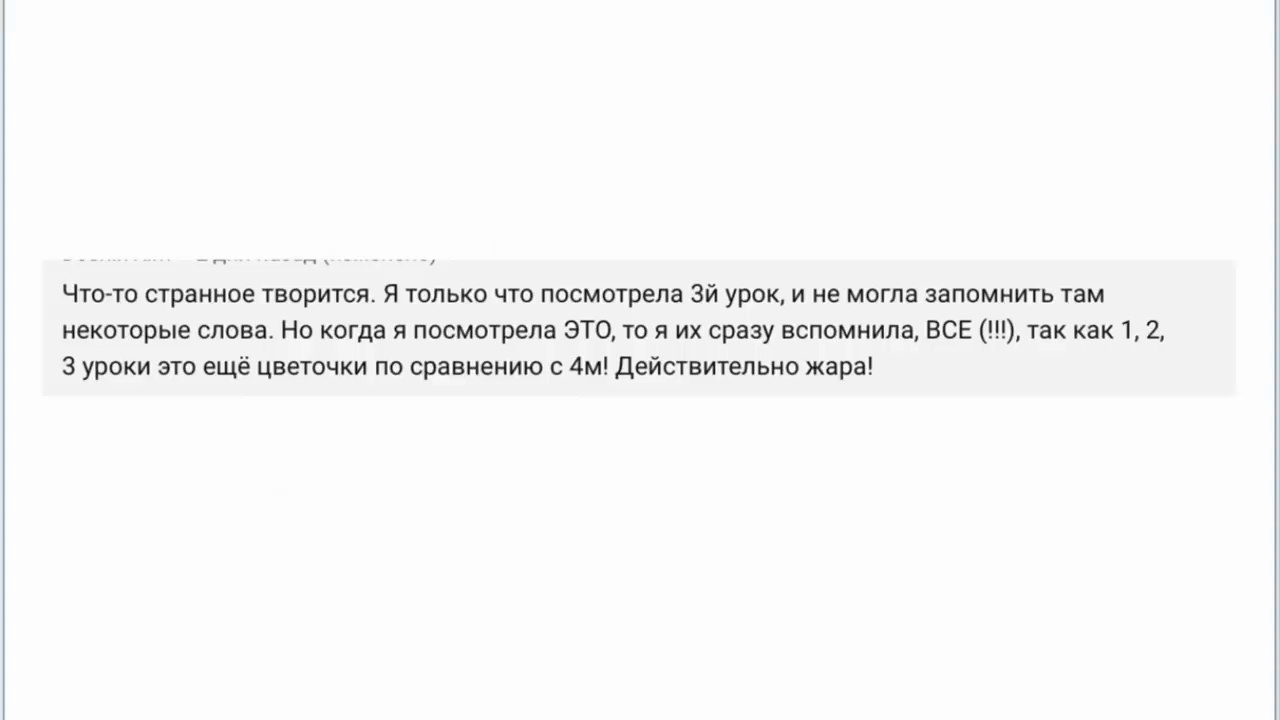 Что-то странное творится. Я только что посмотрела 3й урок, и не могла запомнить там
некоторые слова. Но когда я посмотрела ЭТО, то я их сразу вспомнила, ВСЕ (!!!), так как 1, 2,
3 уроки это ещё цветочки по сравнению с 4м! Действительно жара!